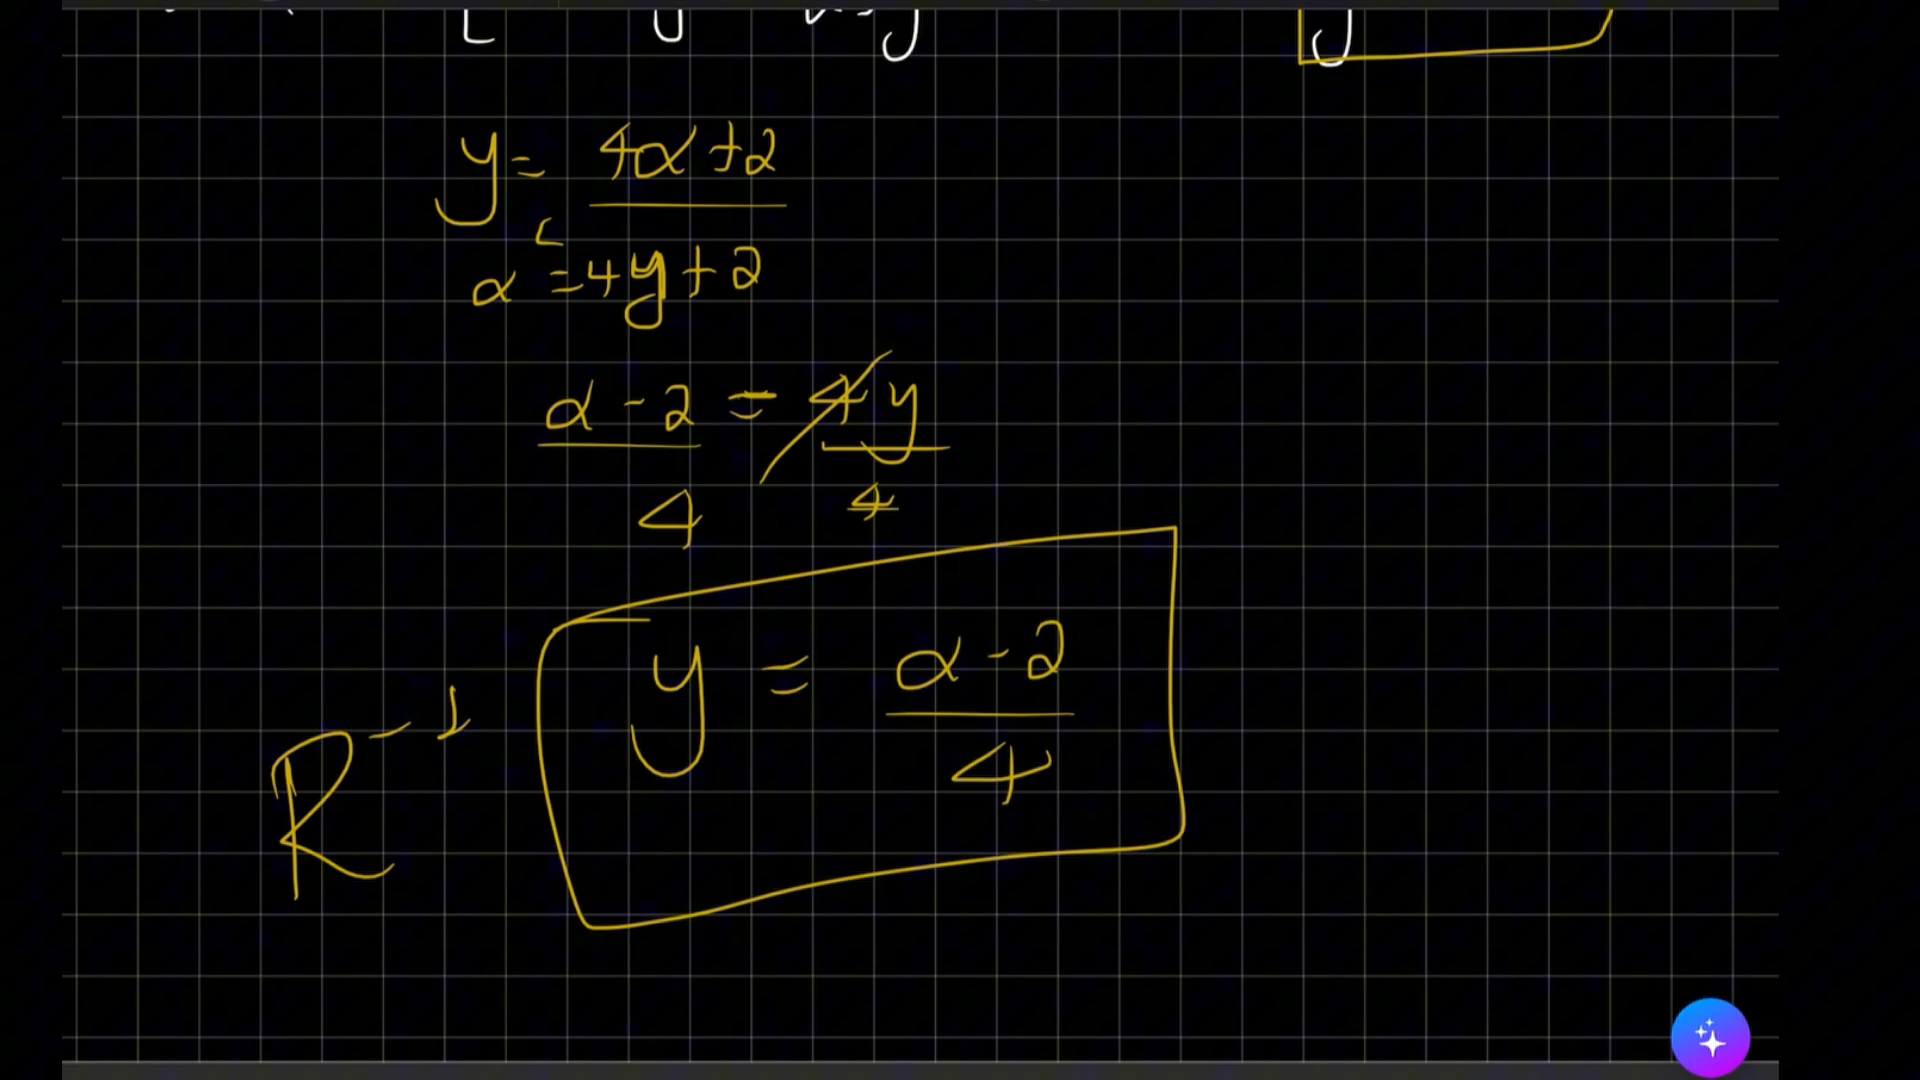 y = 4x + 2
x = 4y + 2
x - 2 = 4y
4 4
y = x - 2
4
R⁻¹